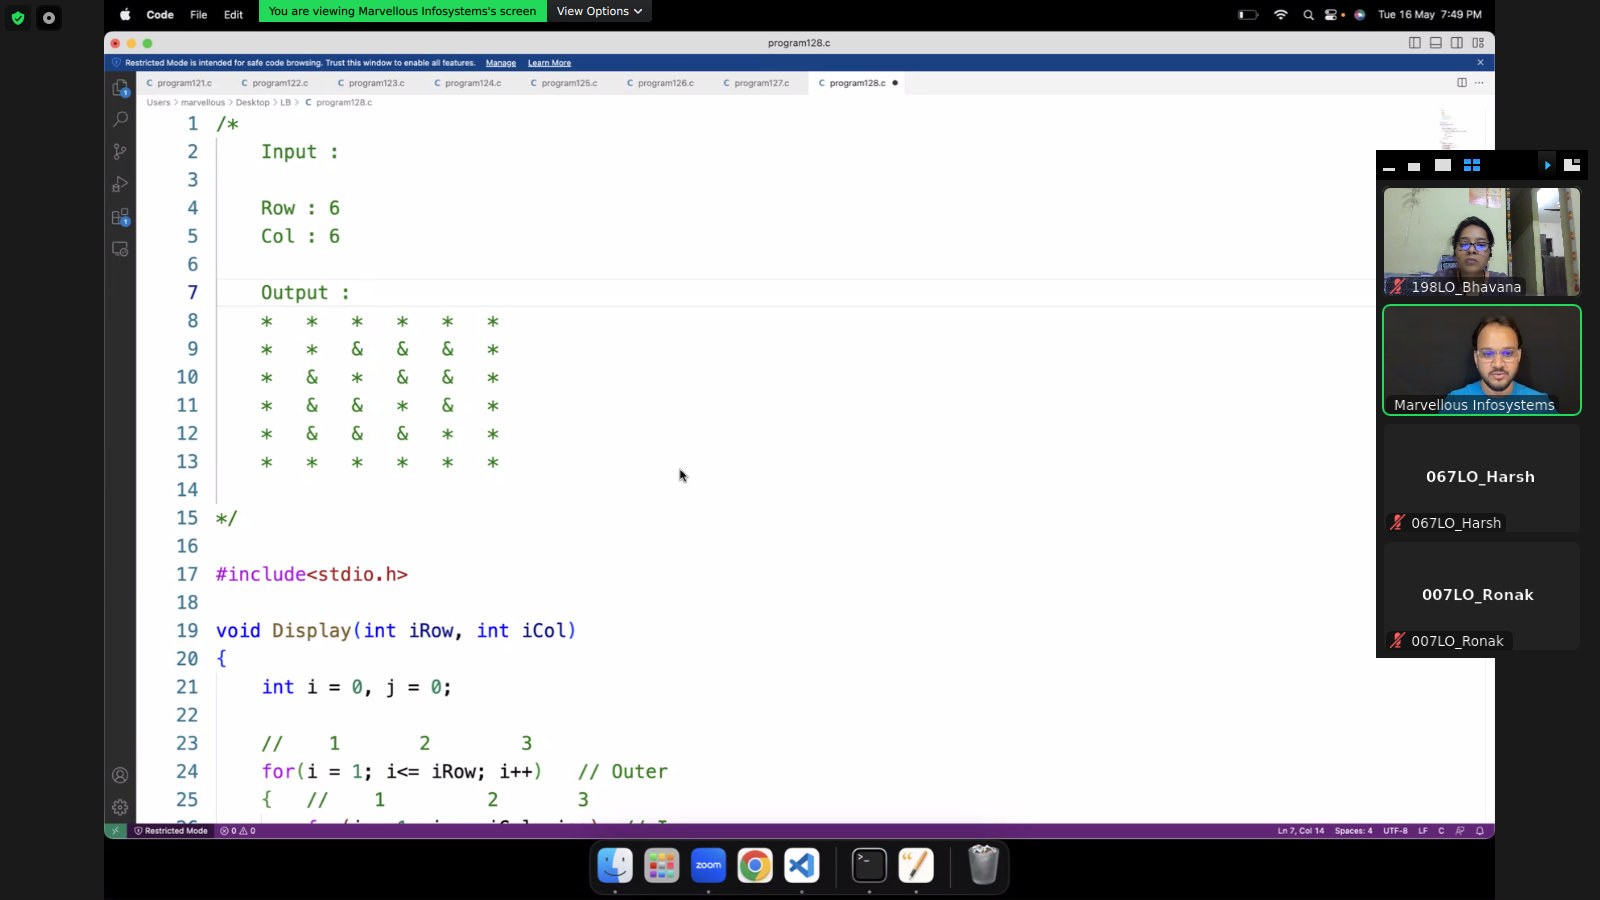 Code File Edit
You are viewing Marvellous Infosystems's screen
View Options
Tue 16 May 7:49 PM
program128.c
Restricted Mode is intended for safe code browsing. Trust this window to enable all features. Manage Learn More
C program121.c C program122.c C program123.c C program124.c C program125.c C program126.c C program127.c C program128.c
Users > marvellous > Desktop > LB > C program128.c
1 /*
2 Input :
3
4 Row : 6
5 Col : 6
6
7 Output :
8 * * * * * *
9 * * & & & *
10 * & * & & *
11 * & & * & *
12 * & & & * *
13 * * * * * *
14
15 */
16
17 #include<stdio.h>
18
19 void Display(int iRow, int iCol)
20 {
21 int i = 0, j = 0;
22
23 // 1 2 3
24 for(i = 1; i<= iRow; i++) // Outer
25 { // 1 2 3
198LO_Bhavana
Marvellous Infosystems
067LO_Harsh
067LO_Harsh
007LO_Ronak
007LO_Ronak
Restricted Mode 0 0
Ln 7, Col 14 Spaces: 4 UTF-8 LF C
zoom